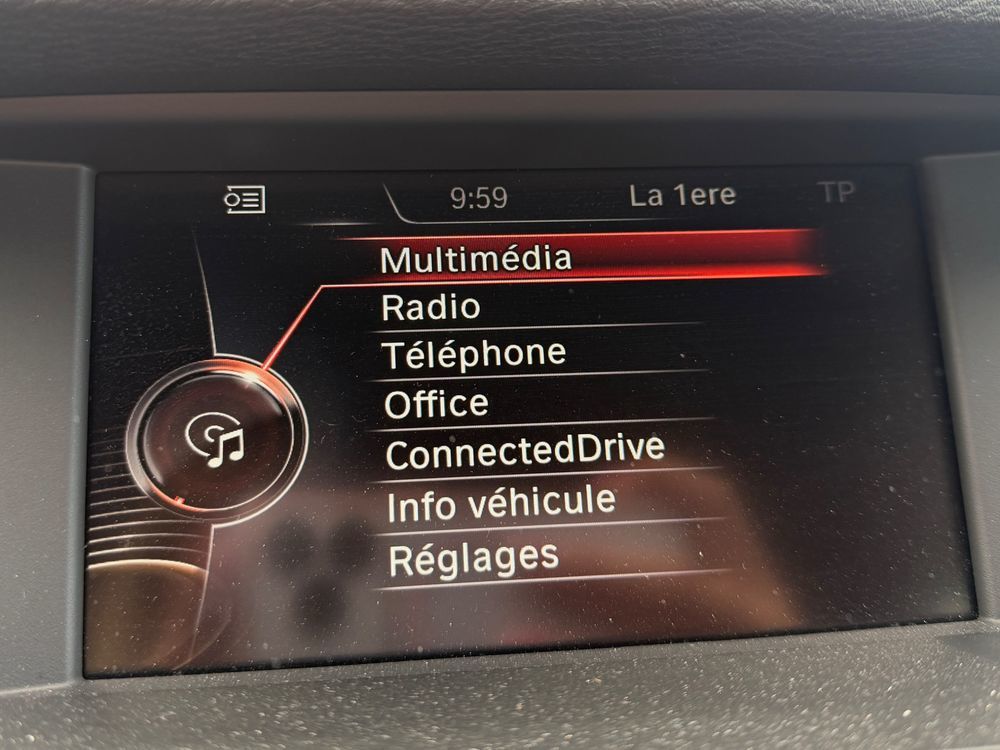 9:59 La 1ere TP
Multimédia
Radio
Téléphone
Office
ConnectedDrive
Info véhicule
Réglages